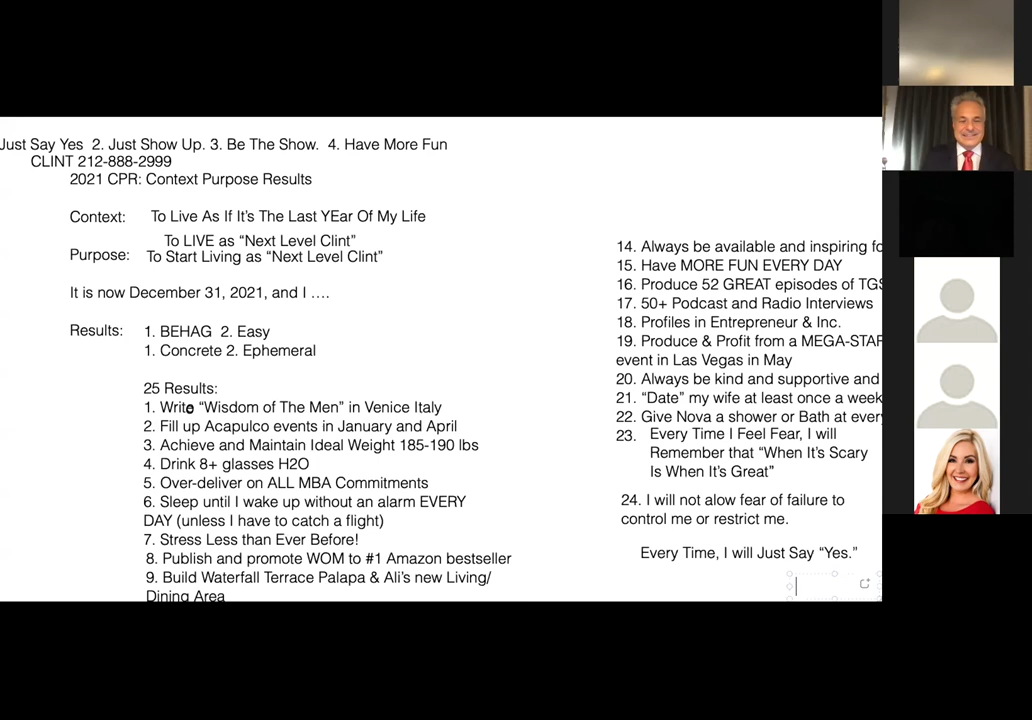 Just Say Yes 2. Just Show Up. 3. Be The Show. 4. Have More Fun
CLINT 212-888-2999
2021 CPR: Context Purpose Results
Context: To Live As If It's The Last YEar Of My Life
To LIVE as “Next Level Clint”
Purpose: To Start Living as “Next Level Clint”
It is now December 31, 2021, and I ….
Results: 1. BEHAG 2. Easy
1. Concrete 2. Ephemeral
25 Results:
1. Write “Wisdom of The Men” in Venice Italy
2. Fill up Acapulco events in January and April
3. Achieve and Maintain Ideal Weight 185-190 lbs
4. Drink 8+ glasses H2O
5. Over-deliver on ALL MBA Commitments
6. Sleep until I wake up without an alarm EVERY
DAY (unless I have to catch a flight)
7. Stress Less than Ever Before!
8. Publish and promote WOM to #1 Amazon bestseller
9. Build Waterfall Terrace Palapa & Ali's new Living/
Dining Area
14. Always be available and inspiring
15. Have MORE FUN EVERY DAY
16. Produce 52 GREAT episodes of
17. 50+ Podcast and Radio Interviews
18. Profiles in Entrepreneur & Inc.
19. Produce & Profit from a
event in Las Vegas in May
20. Always be kind and supportive and
21. “Date” my wife at least once a week
22. Give Nova a shower or Bath at
23. Every Time I Feel Fear, I will
Remember that “When It's Scary
Is When It's Great”
24. I will not alow fear of failure to
control me or restrict me.
Every Time, I will Just Say “Yes.”